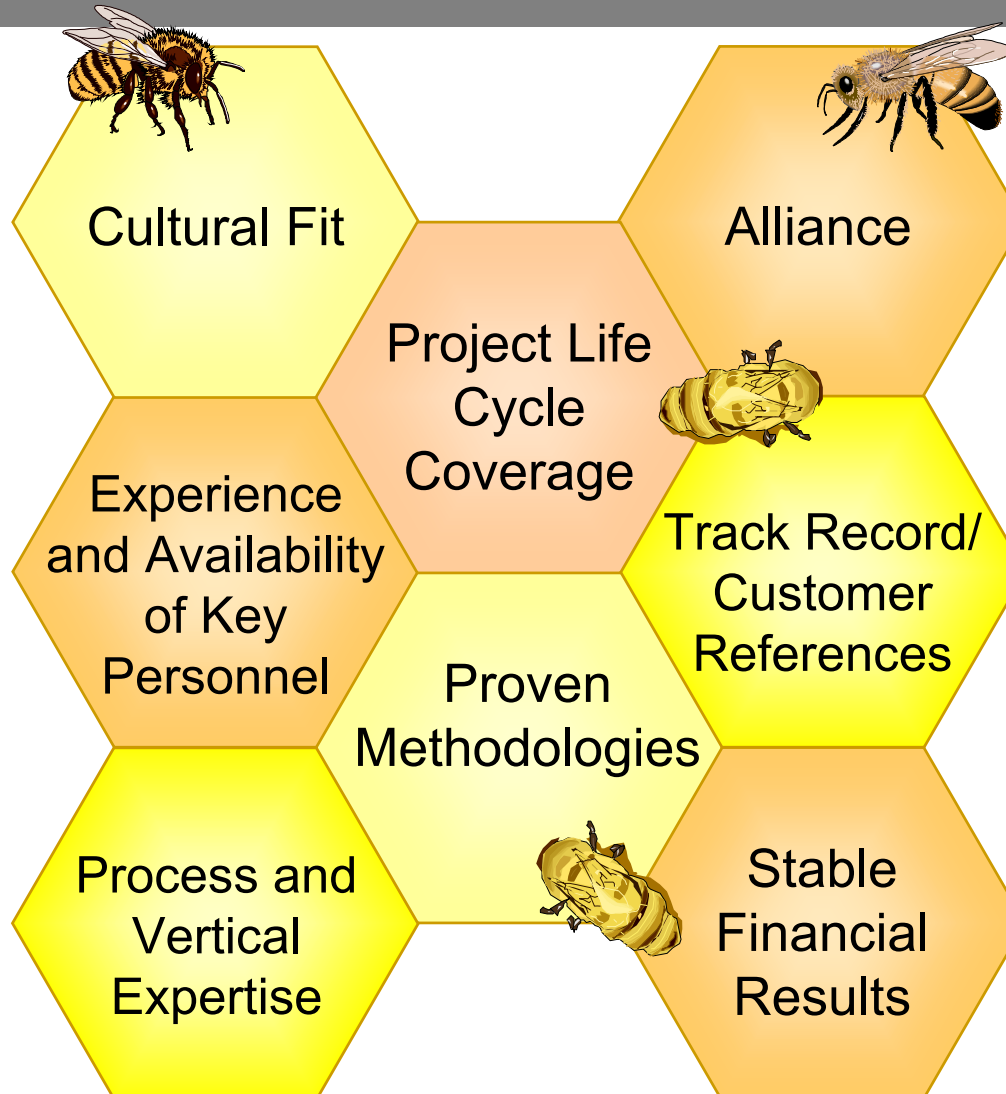 Cultural Fit
Alliance
Project Life
Cycle
Coverage
Experience
and Availability
of Key
Personnel
Track Record/
Customer
References
Proven
Methodologies
Process and
Vertical
Expertise
Stable
Financial
Results